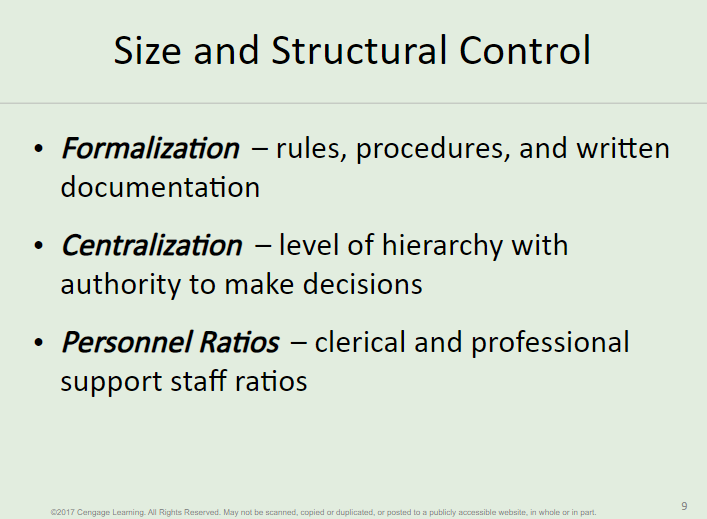 Size and Structural Control
• Formalization – rules, procedures, and written
documentation
• Centralization – level of hierarchy with
authority to make decisions
• Personnel Ratios – clerical and professional
support staff ratios
©2017 Cengage Learning. All Rights Reserved. May not be scanned, copied or duplicated, or posted to a publicly accessible website, in whole or in part.
9